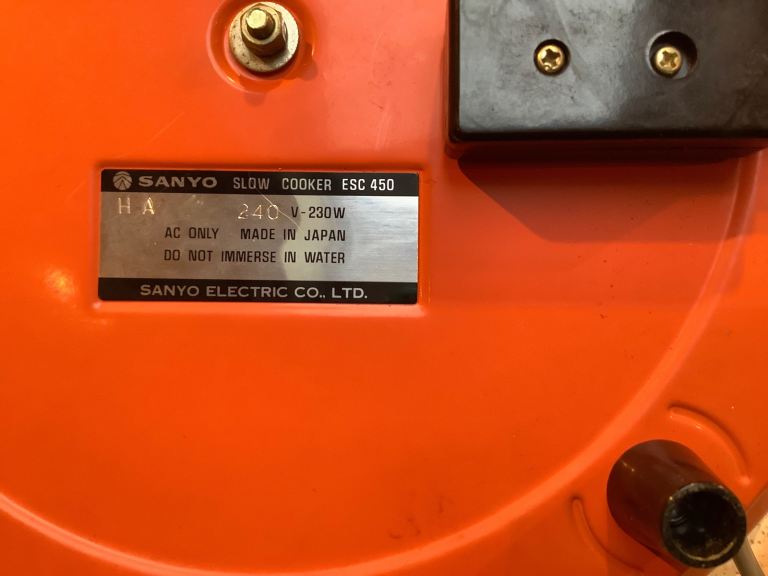 SANYO SLOW COOKER ESC 450
HA 240 V-230W
AC ONLY MADE IN JAPAN
DO NOT IMMERSE IN WATER
SANYO ELECTRIC CO., LTD.